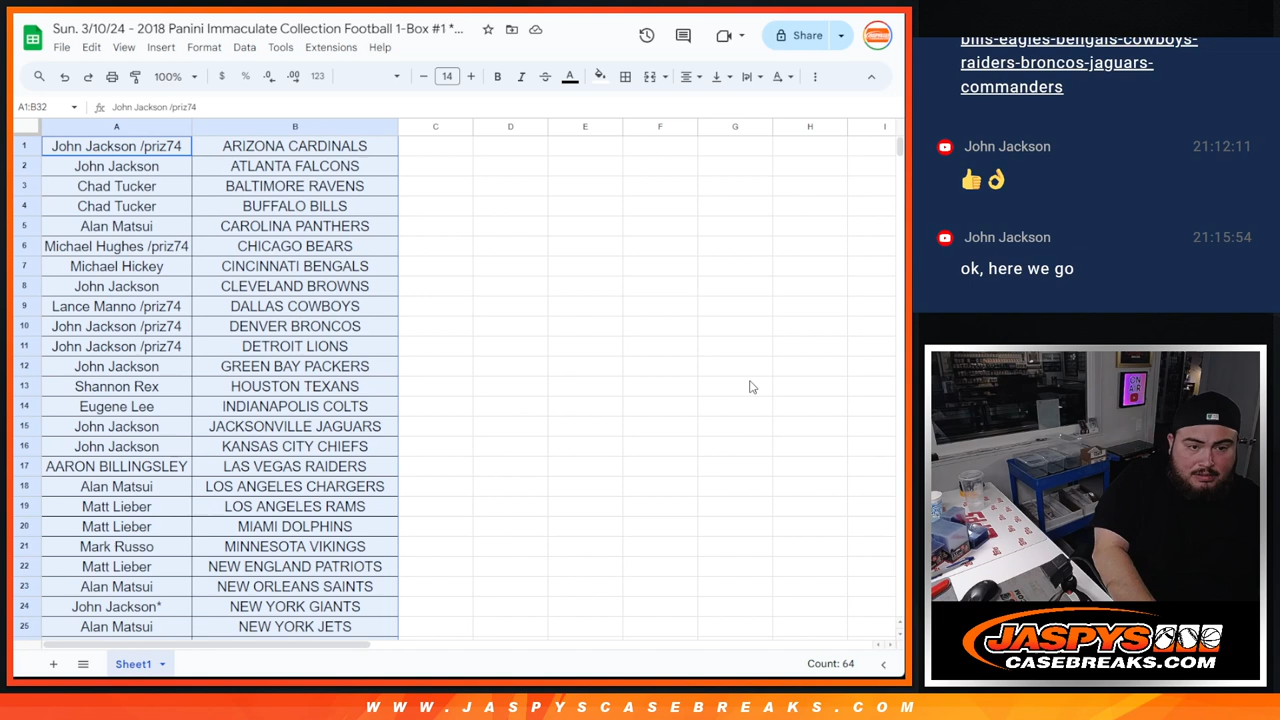 Sun. 3/10/24 - 2018 Panini Immaculate Collection Football 1-Box #1 *...
File Edit View Insert Format Data Tools Extensions Help
Share
100% $ % .0 .00 123 14
A1:B32 fx John Jackson /priz74
A B C D E F G H I
1 John Jackson /priz74 ARIZONA CARDINALS
2 John Jackson ATLANTA FALCONS
3 Chad Tucker BALTIMORE RAVENS
4 Chad Tucker BUFFALO BILLS
5 Alan Matsui CAROLINA PANTHERS
6 Michael Hughes /priz74 CHICAGO BEARS
7 Michael Hickey CINCINNATI BENGALS
8 John Jackson CLEVELAND BROWNS
9 Lance Manno /priz74 DALLAS COWBOYS
10 John Jackson /priz74 DENVER BRONCOS
11 John Jackson /priz74 DETROIT LIONS
12 John Jackson GREEN BAY PACKERS
13 Shannon Rex HOUSTON TEXANS
14 Eugene Lee INDIANAPOLIS COLTS
15 John Jackson JACKSONVILLE JAGUARS
16 John Jackson KANSAS CITY CHIEFS
17 AARON BILLINGSLEY LAS VEGAS RAIDERS
18 Alan Matsui LOS ANGELES CHARGERS
19 Matt Lieber LOS ANGELES RAMS
20 Matt Lieber MIAMI DOLPHINS
21 Mark Russo MINNESOTA VIKINGS
22 Matt Lieber NEW ENGLAND PATRIOTS
23 Alan Matsui NEW ORLEANS SAINTS
24 John Jackson* NEW YORK GIANTS
25 Alan Matsui NEW YORK JETS
Sheet1
Count: 64
bills-eagles-bengals-cowboys-
raiders-broncos-jaguars-
commanders
John Jackson 21:12:11
👍👌
John Jackson 21:15:54
ok, here we go
ON
AIR
JASPYS
CASEBREAKS.COM
WWW.JASPYSCASEBREAKS.COM